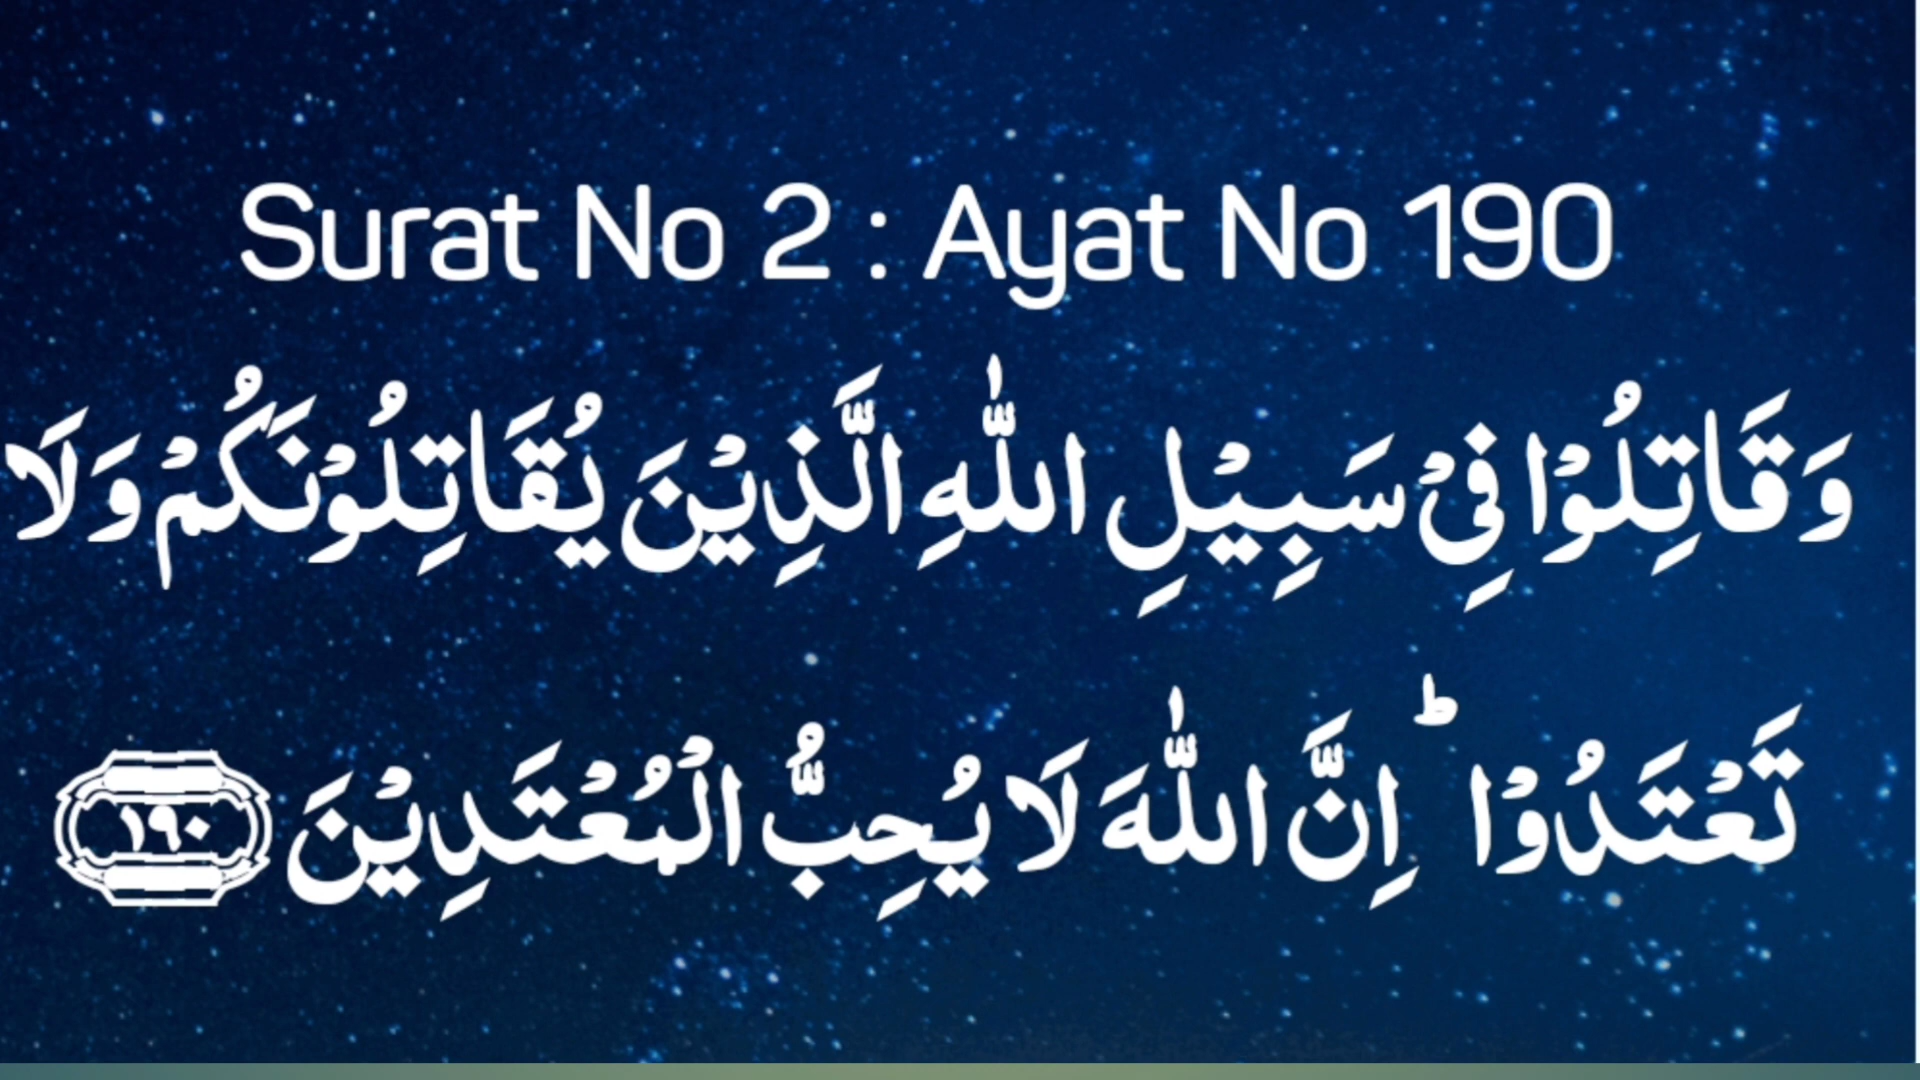 Surat No 2 : Ayat No 190
وَقَاتِلُوْا فِیْ سَبِیْلِ اللّٰهِ الَّذِیْنَ یُقَاتِلُوْنَكُمْ وَلَا
تَعْتَدُوْا ؕ اِنَّ اللّٰهَ لَا یُحِبُّ الْمُعْتَدِیْنَ ﴿۱۹۰﴾